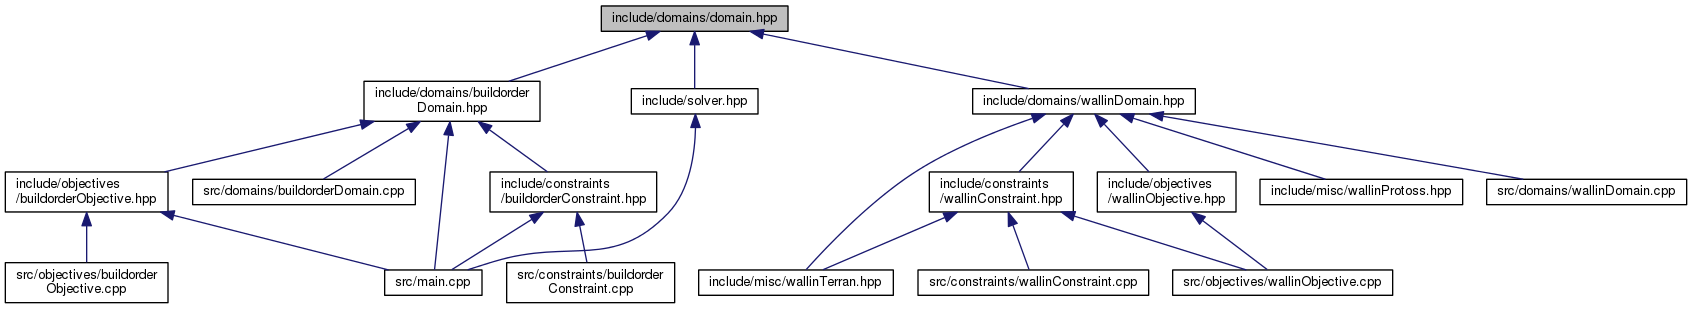 include/domains/domain.hpp
include/domains/buildorder
Domain.hpp
include/solver.hpp
include/domains/wallinDomain.hpp
include/objectives
/buildorderObjective.hpp
src/domains/buildorderDomain.cpp
include/constraints
/buildorderConstraint.hpp
include/constraints
/wallinConstraint.hpp
include/objectives
/wallinObjective.hpp
include/misc/wallinProtoss.hpp
src/domains/wallinDomain.cpp
src/objectives/buildorder
Objective.cpp
src/main.cpp
src/constraints/buildorder
Constraint.cpp
include/misc/wallinTerran.hpp
src/constraints/wallinConstraint.cpp
src/objectives/wallinObjective.cpp